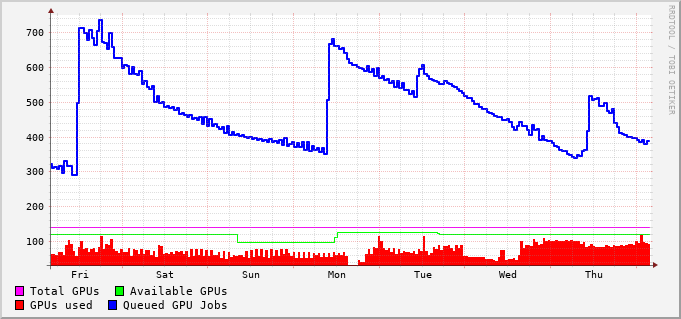 700
600
500
400
300
200
100
Fri Sat Sun Mon Tue Wed Thu
Total GPUs Available GPUs
GPUs used Queued GPU Jobs
RRDTOOL / TOBI OETIKER